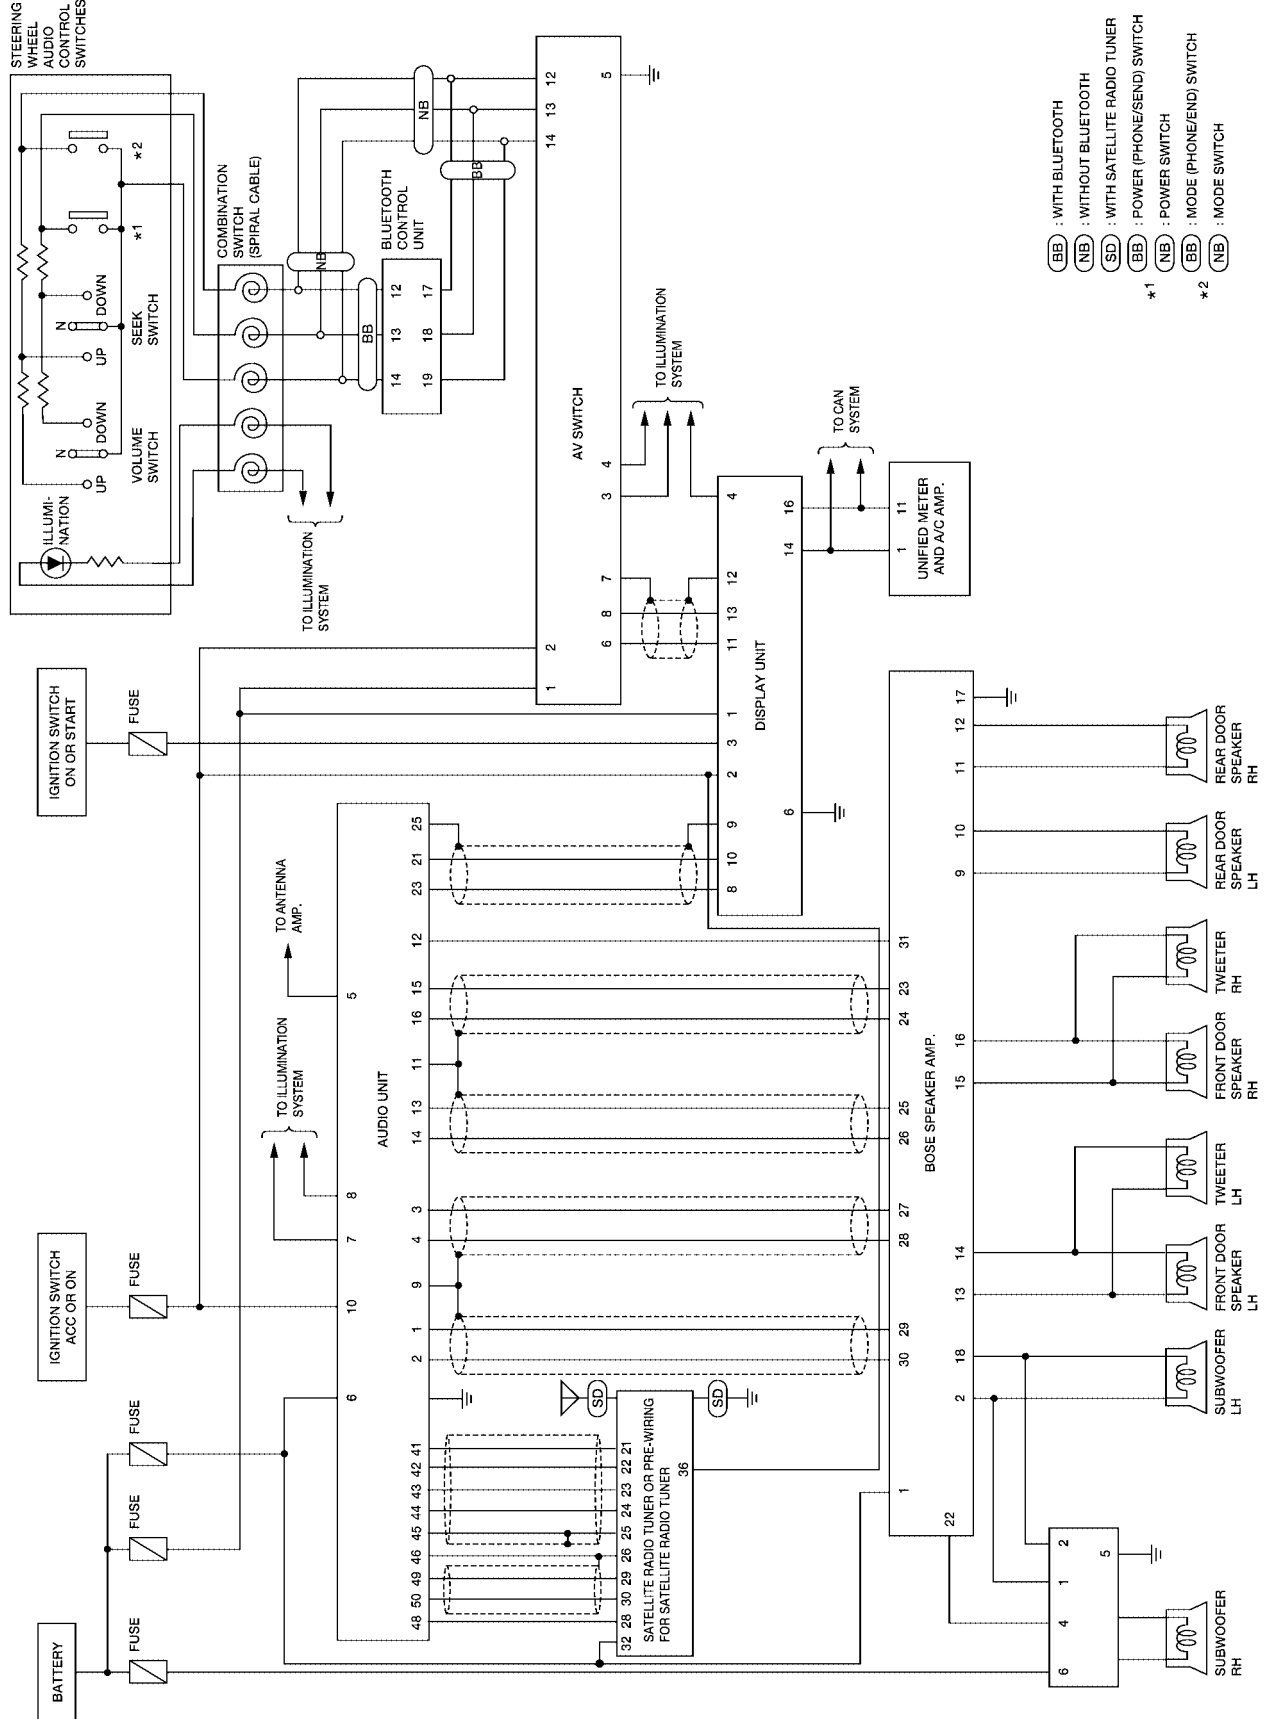 BATTERY
FUSE
FUSE
FUSE
IGNITION SWITCH
ACC OR ON
FUSE
IGNITION SWITCH
ON OR START
FUSE
STEERING
WHEEL
AUDIO
CONTROL
SWITCHES
ILLUMI-
NATION
UP
N
DOWN
VOLUME
SWITCH
UP
N
DOWN
SEEK
SWITCH
*1
*2
COMBINATION
SWITCH
(SPIRAL CABLE)
TO ILLUMINATION
SYSTEM
NB
BB
BLUETOOTH
CONTROL
UNIT
14 13 12
19 18 17
NB
BB
TO ILLUMINATION
SYSTEM
TO ANTENNA
AMP.
6 10 7 8 5
AUDIO UNIT
48 50 49 46 45 44 43 42 41 2 1 9 4 3 14 13 11 16 15 12 23 21 25
1 2 14 13 12
AV SWITCH
6 8 7 3 4 5
TO ILLUMINATION
SYSTEM
SD
32 28 30 29 26 25 24 23 22 21
SATELLITE RADIO TUNER OR PRE-WIRING
FOR SATELLITE RADIO TUNER
36
SD
8 10 9 2 3 1 11 13 12 4
DISPLAY UNIT
6 14 16
TO CAN
SYSTEM
1 11
UNIFIED METER
AND A/C AMP.
1 30 29 28 27 26 25 24 23 31
BOSE SPEAKER AMP.
22 2 18 13 14 15 16 9 10 11 12 17
6 4 1 2
5
SUBWOOFER
RH
SUBWOOFER
LH
FRONT DOOR
SPEAKER
LH
TWEETER
LH
FRONT DOOR
SPEAKER
RH
TWEETER
RH
REAR DOOR
SPEAKER
LH
REAR DOOR
SPEAKER
RH
BB : WITH BLUETOOTH
NB : WITHOUT BLUETOOTH
SD : WITH SATELLITE RADIO TUNER
*1 BB : POWER (PHONE/SEND) SWITCH
NB : POWER SWITCH
*2 BB : MODE (PHONE/END) SWITCH
NB : MODE SWITCH